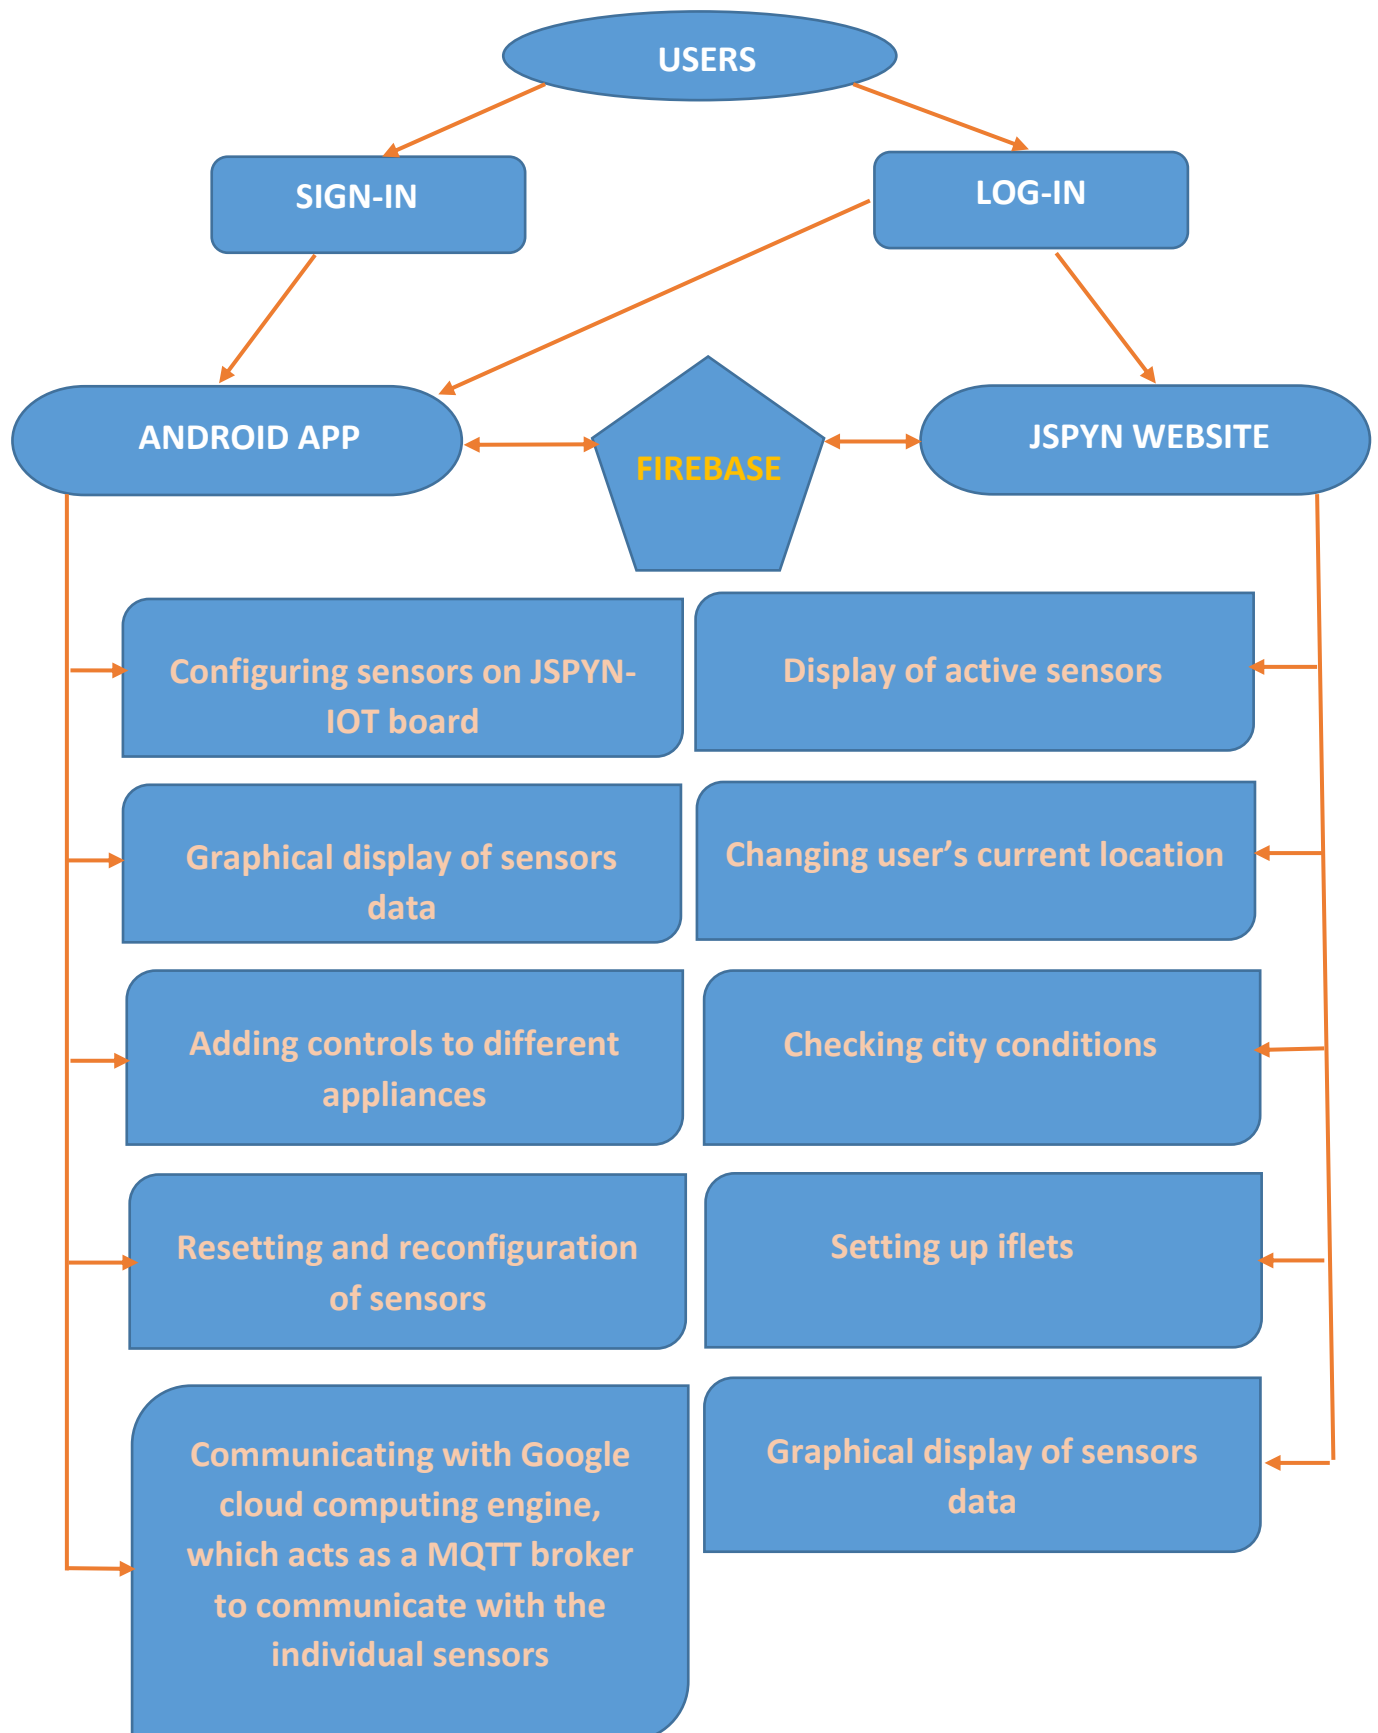 USERS
SIGN-IN
LOG-IN
ANDROID APP
FIREBASE
JSPYN WEBSITE
Configuring sensors on JSPYN-
IOT board
Display of active sensors
Graphical display of sensors
data
Changing user's current location
Adding controls to different
appliances
Checking city conditions
Resetting and reconfiguration
of sensors
Setting up iflets
Communicating with Google
cloud computing engine,
which acts as a MQTT broker
to communicate with the
individual sensors
Graphical display of sensors
data